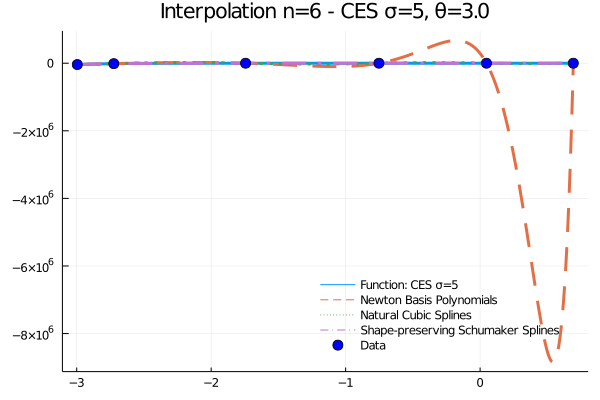 Interpolation n=6 - CES σ=5, θ=3.0
0
−2×10⁶
−4×10⁶
−6×10⁶
−8×10⁶
Function: CES σ=5
Newton Basis Polynomials
Natural Cubic Splines
Shape-preserving Schumaker Splines
Data
−3 −2 −1 0